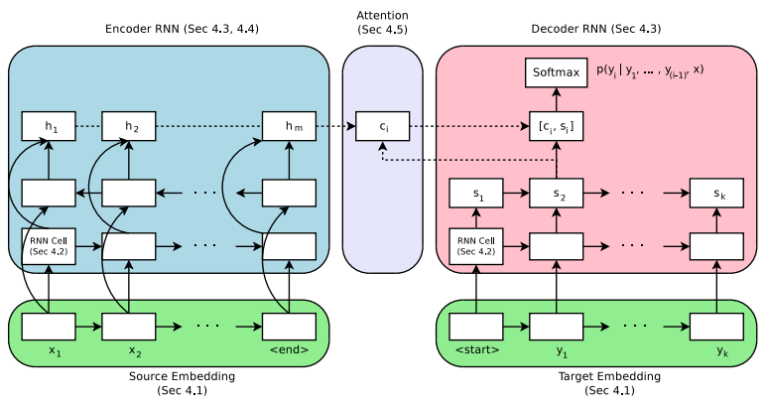 Encoder RNN (Sec 4.3, 4.4)
Attention
(Sec 4.5)
Decoder RNN (Sec 4.3)
Softmax
p(y_i | y_1, ... , y_(i-1), x)
h_1
h_2
h_m
c_i
[c_i, s_i]
s_1
s_2
. . .
s_k
. . .
RNN Cell
(Sec 4.2)
. . .
RNN Cell
(Sec 4.2)
. . .
. . .
. . .
x_1
x_2
<end>
<start>
y_1
y_k
Source Embedding
(Sec 4.1)
Target Embedding
(Sec 4.1)